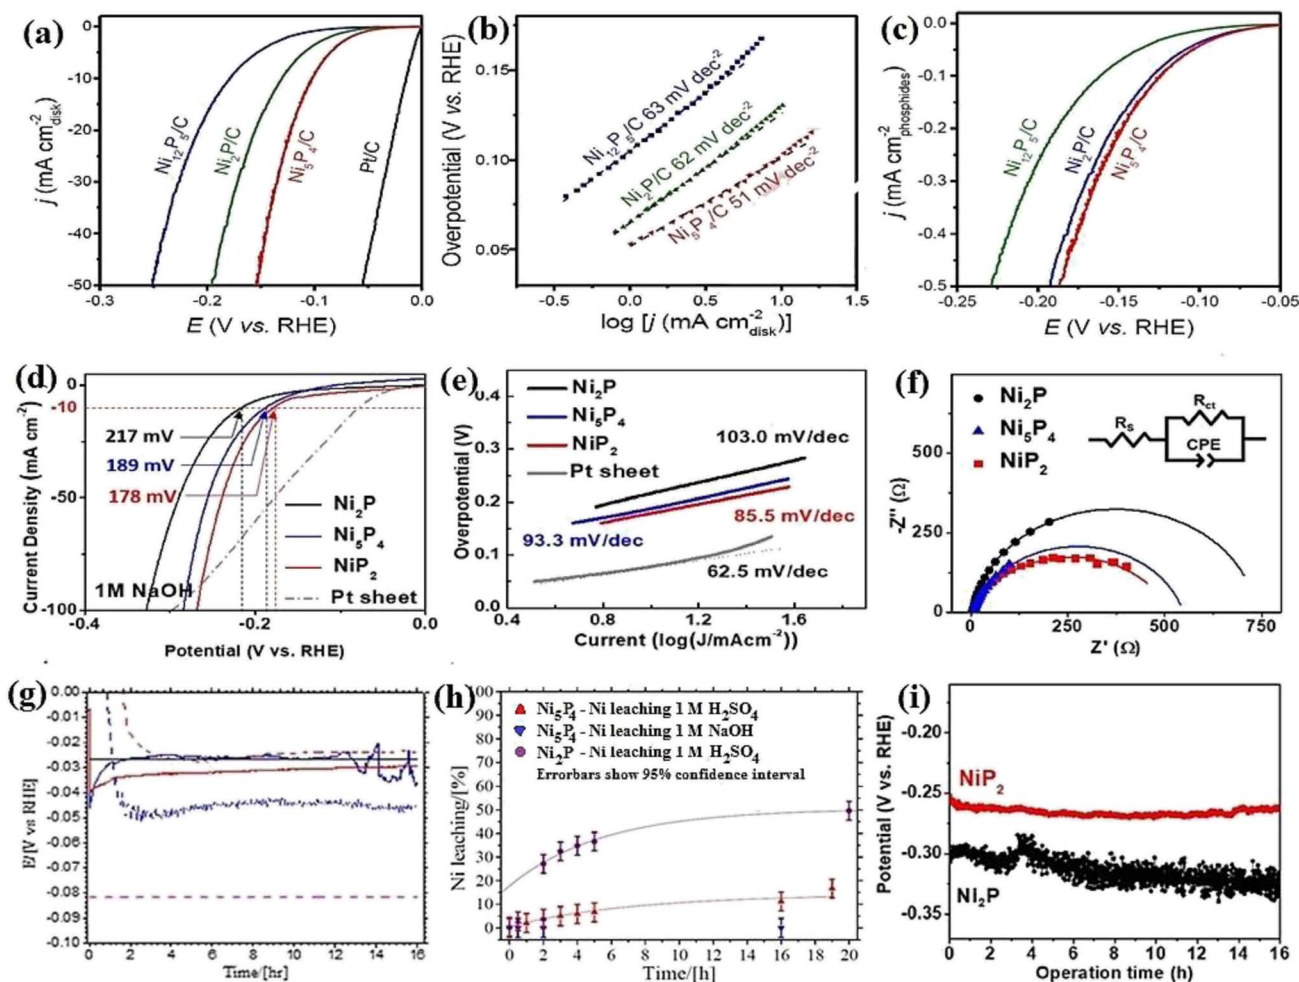 (a)
j (mA cm⁻²disk)
0
-10
-20
-30
-40
-50
Ni12P5/C
Ni2P/C
Ni5P4/C
Pt/C
-0.3 -0.2 -0.1 0.0
E (V vs. RHE)
(b)
Overpotential (V vs. RHE)
0.15
0.10
0.05
Ni12P5/C 63 mV dec⁻²
Ni2P/C 62 mV dec⁻²
Ni5P4/C 51 mV dec⁻²
-0.5 0.0 0.5 1.0 1.5
log [j (mA cm⁻²disk)]
(c)
j (mA cm⁻²phosphides)
0.0
-0.1
-0.2
-0.3
-0.4
-0.5
Ni12P5/C
Ni2P/C
Ni5P4/C
-0.25 -0.20 -0.15 -0.10 -0.05
E (V vs. RHE)
(d)
Current Density (mA cm⁻²)
0
-10
-50
-100
217 mV
189 mV
178 mV
Ni2P
Ni5P4
NiP2
Pt sheet
1M NaOH
-0.4 -0.2 0.0
Potential (V vs. RHE)
(e)
Overpotential (V)
0.4
0.3
0.2
0.1
0.0
Ni2P
Ni5P4
NiP2
Pt sheet
103.0 mV/dec
85.5 mV/dec
93.3 mV/dec
62.5 mV/dec
0.4 0.8 1.2 1.6 2.0
Current (log(J/mAcm⁻²))
(f)
-Z'' (Ω)
750
500
250
0
Ni2P
Ni5P4
NiP2
Rs
Rct
CPE
0 250 500 750
Z' (Ω)
(g)
E/[V vs RHE]
0.00
-0.01
-0.02
-0.03
-0.04
-0.05
-0.06
-0.07
-0.08
-0.09
-0.10
0 2 4 6 8 10 12 14 16
Time/[hr]
(h)
Ni leaching/[%]
100
90
80
70
60
50
40
30
20
10
0
Ni5P4 - Ni leaching 1 M H2SO4
Ni5P4 - Ni leaching 1 M NaOH
Ni2P - Ni leaching 1 M H2SO4
Errorbars show 95% confidence interval
0 2 4 6 8 10 12 14 16 18 20
Time/[h]
(i)
Potential (V vs. RHE)
-0.20
-0.25
-0.30
-0.35
NiP2
Ni2P
0 2 4 6 8 10 12 14 16
Operation time (h)